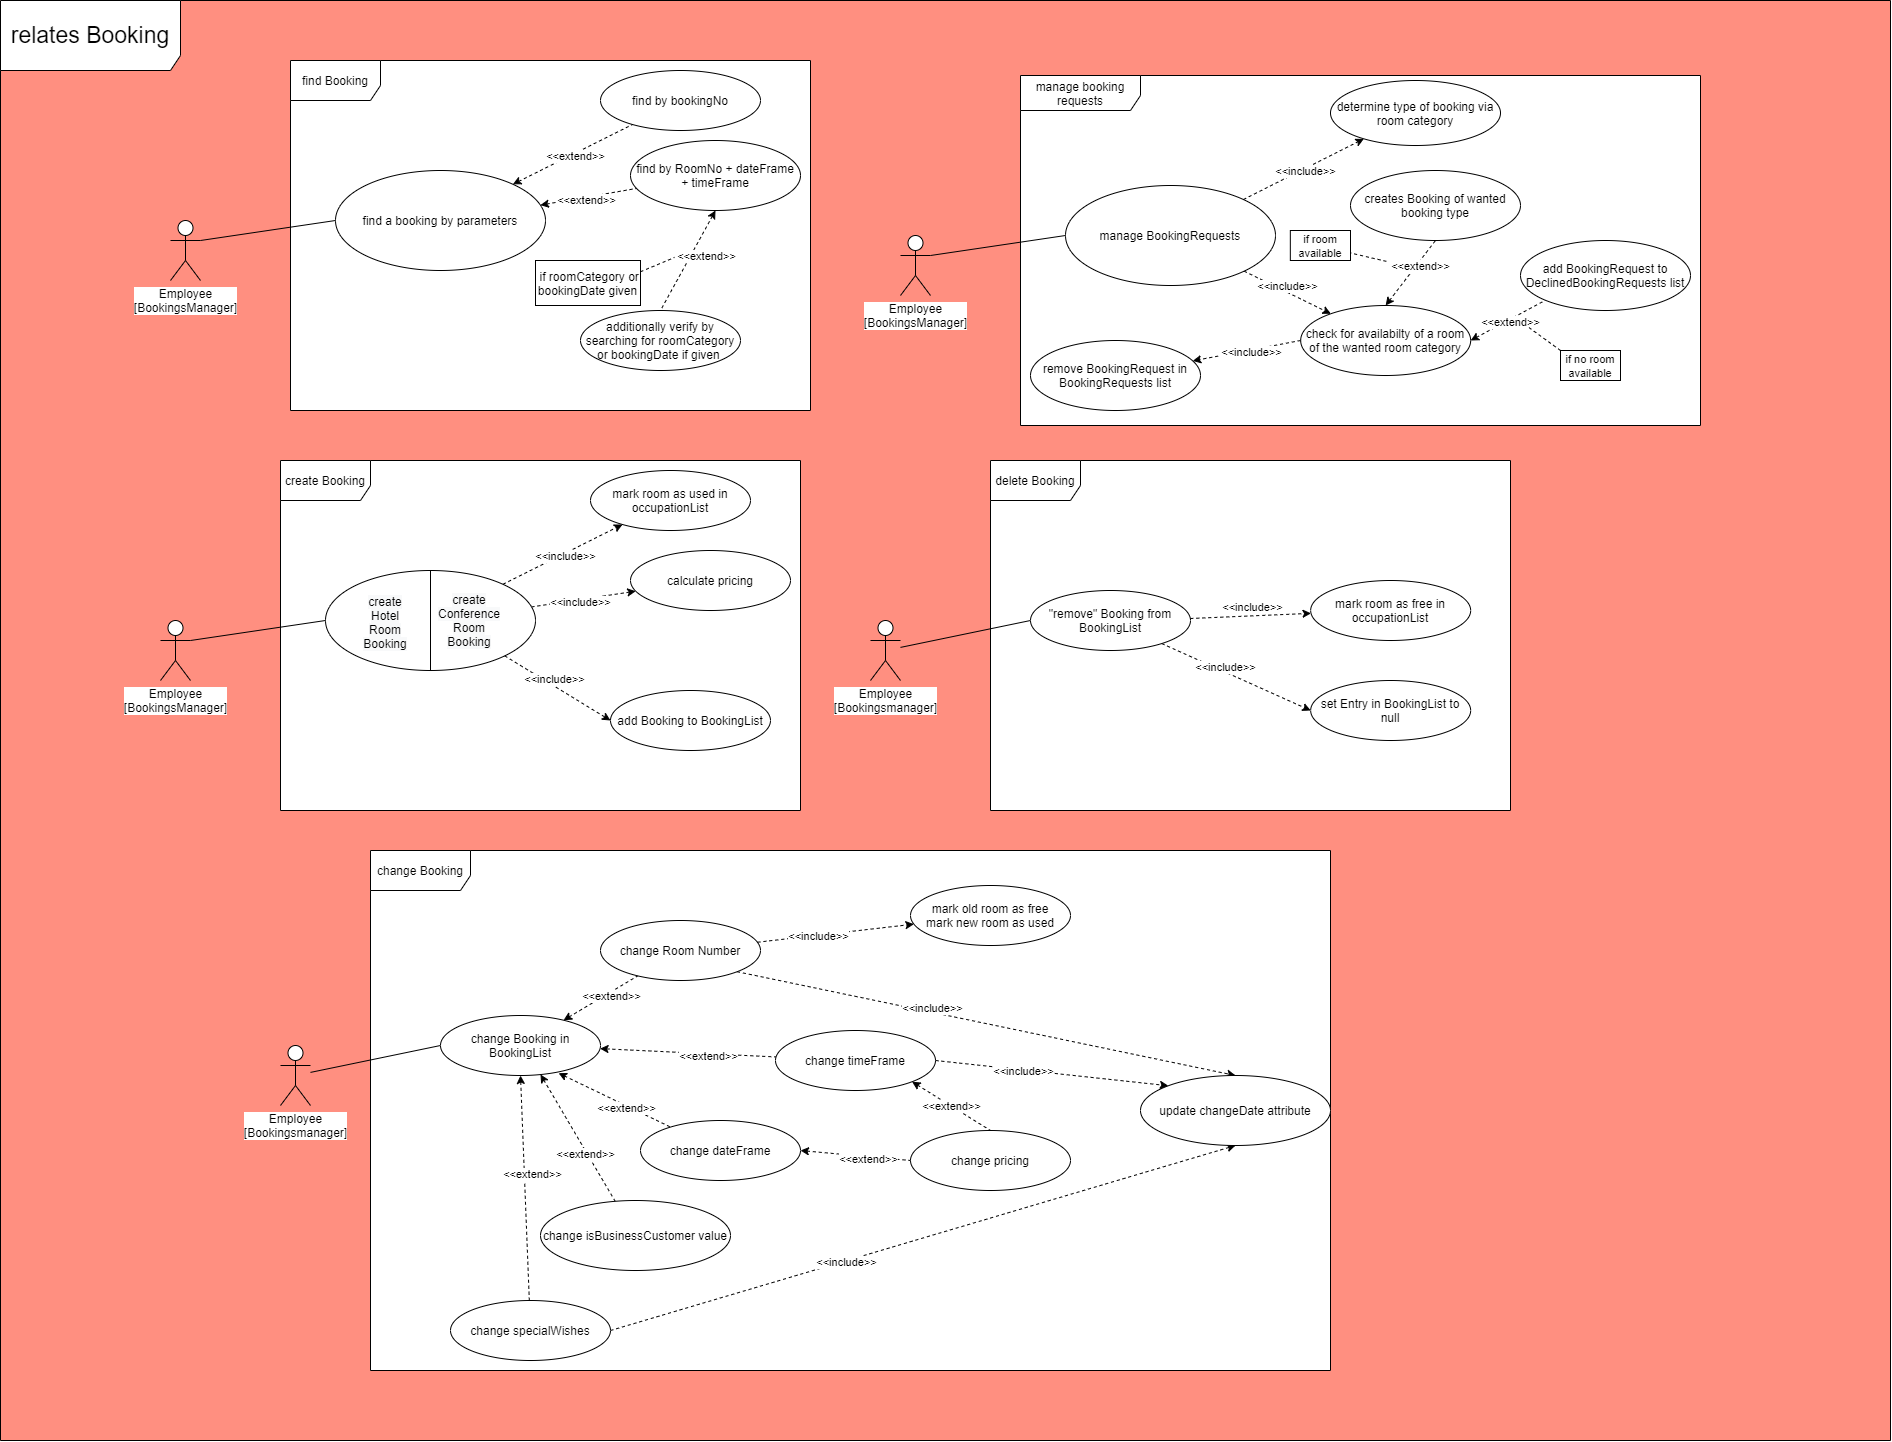 relates Booking
find Booking
find by bookingNo
<<extend>>
find by RoomNo + dateFrame
+ timeFrame
<<extend>>
find a booking by parameters
<<extend>>
if roomCategory or
bookingDate given
additionally verify by
searching for roomCategory
or bookingDate if given
Employee
[BookingsManager]
manage booking
requests
determine type of booking via
room category
<<include>>
creates Booking of wanted
booking type
manage BookingRequests
if room
available
<<extend>>
add BookingRequest to
DeclinedBookingRequests list
<<include>>
<<extend>>
check for availabilty of a room
of the wanted room category
<<include>>
if no room
available
remove BookingRequest in
BookingRequests list
Employee
[BookingsManager]
create Booking
mark room as used in
occupationList
<<include>>
calculate pricing
<<include>>
create
Hotel
Room
Booking
create
Conference
Room
Booking
<<include>>
add Booking to BookingList
Employee
[BookingsManager]
delete Booking
"remove" Booking from
BookingList
<<include>>
mark room as free in
occupationList
<<include>>
set Entry in BookingList to
null
Employee
[Bookingsmanager]
change Booking
mark old room as free
mark new room as used
<<include>>
change Room Number
<<extend>>
<<include>>
change Booking in
BookingList
<<extend>>
change timeFrame
<<include>>
<<extend>>
<<extend>>
update changeDate attribute
change dateFrame
<<extend>>
change pricing
<<extend>>
<<extend>>
change isBusinessCustomer value
<<include>>
change specialWishes
Employee
[Bookingsmanager]